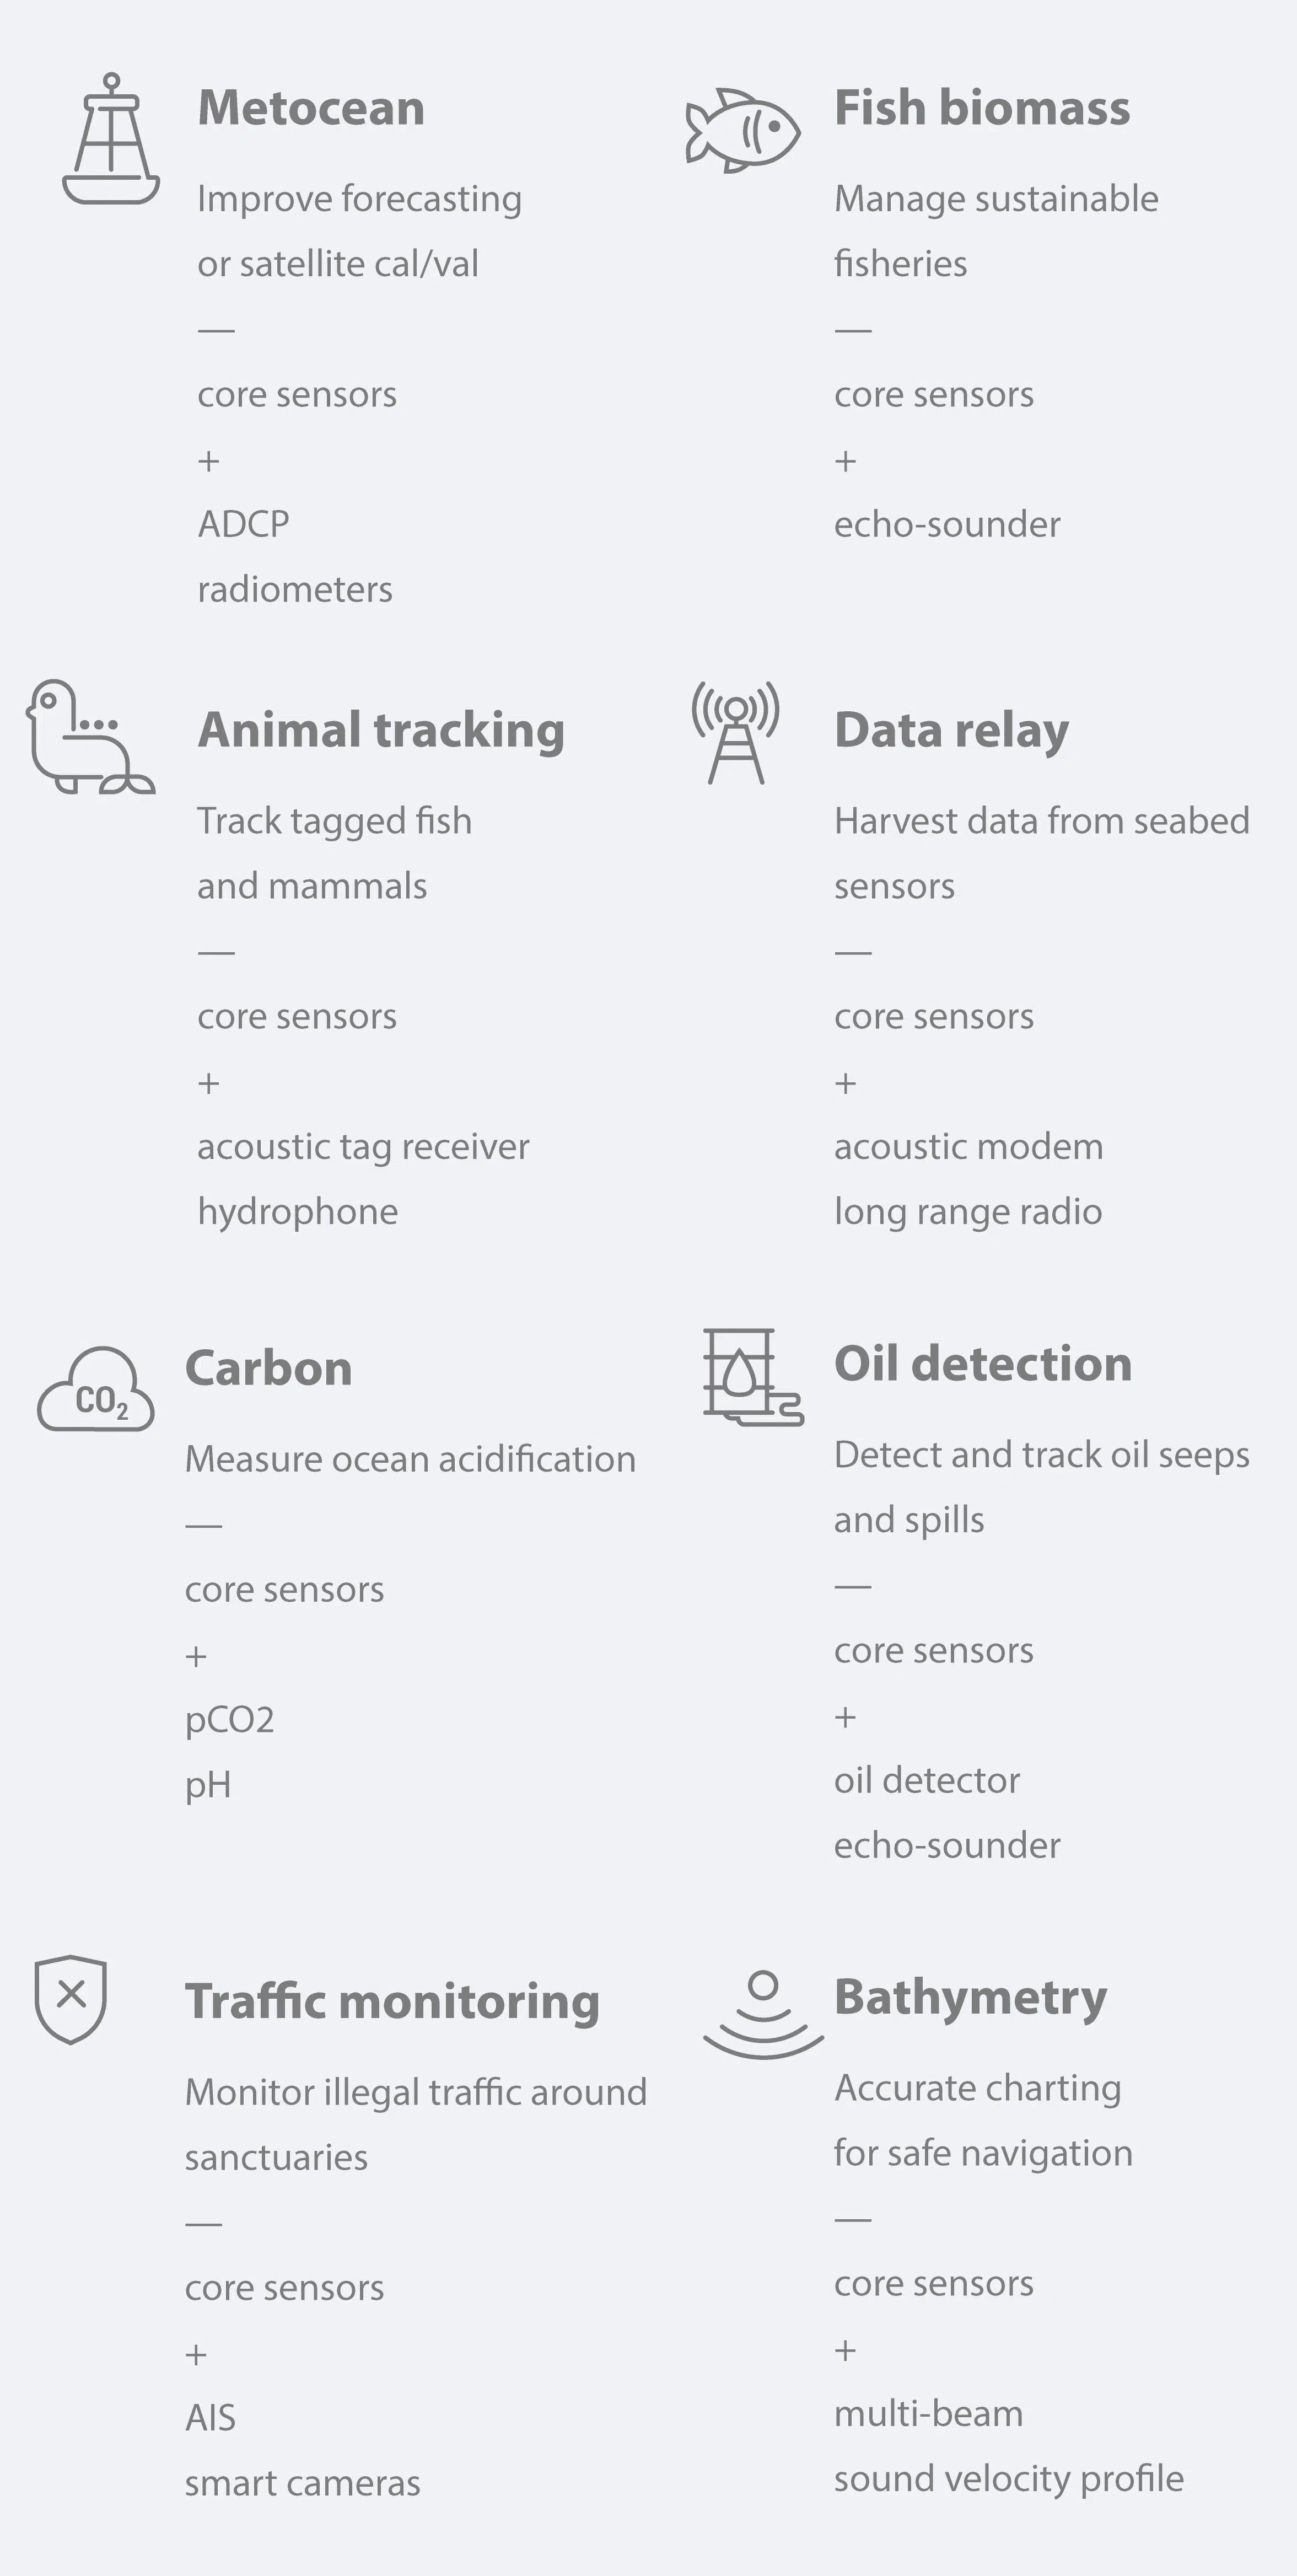 Metocean
Improve forecasting
or satellite cal/val
—
core sensors
+
ADCP
radiometers
Fish biomass
Manage sustainable
fisheries
—
core sensors
+
echo-sounder
Animal tracking
Track tagged fish
and mammals
—
core sensors
+
acoustic tag receiver
hydrophone
Data relay
Harvest data from seabed
sensors
—
core sensors
+
acoustic modem
long range radio
CO₂
Carbon
Measure ocean acidification
—
core sensors
+
pCO2
pH
Oil detection
Detect and track oil seeps
and spills
—
core sensors
+
oil detector
echo-sounder
Traffic monitoring
Monitor illegal traffic around
sanctuaries
—
core sensors
+
AIS
smart cameras
Bathymetry
Accurate charting
for safe navigation
—
core sensors
+
multi-beam
sound velocity profile